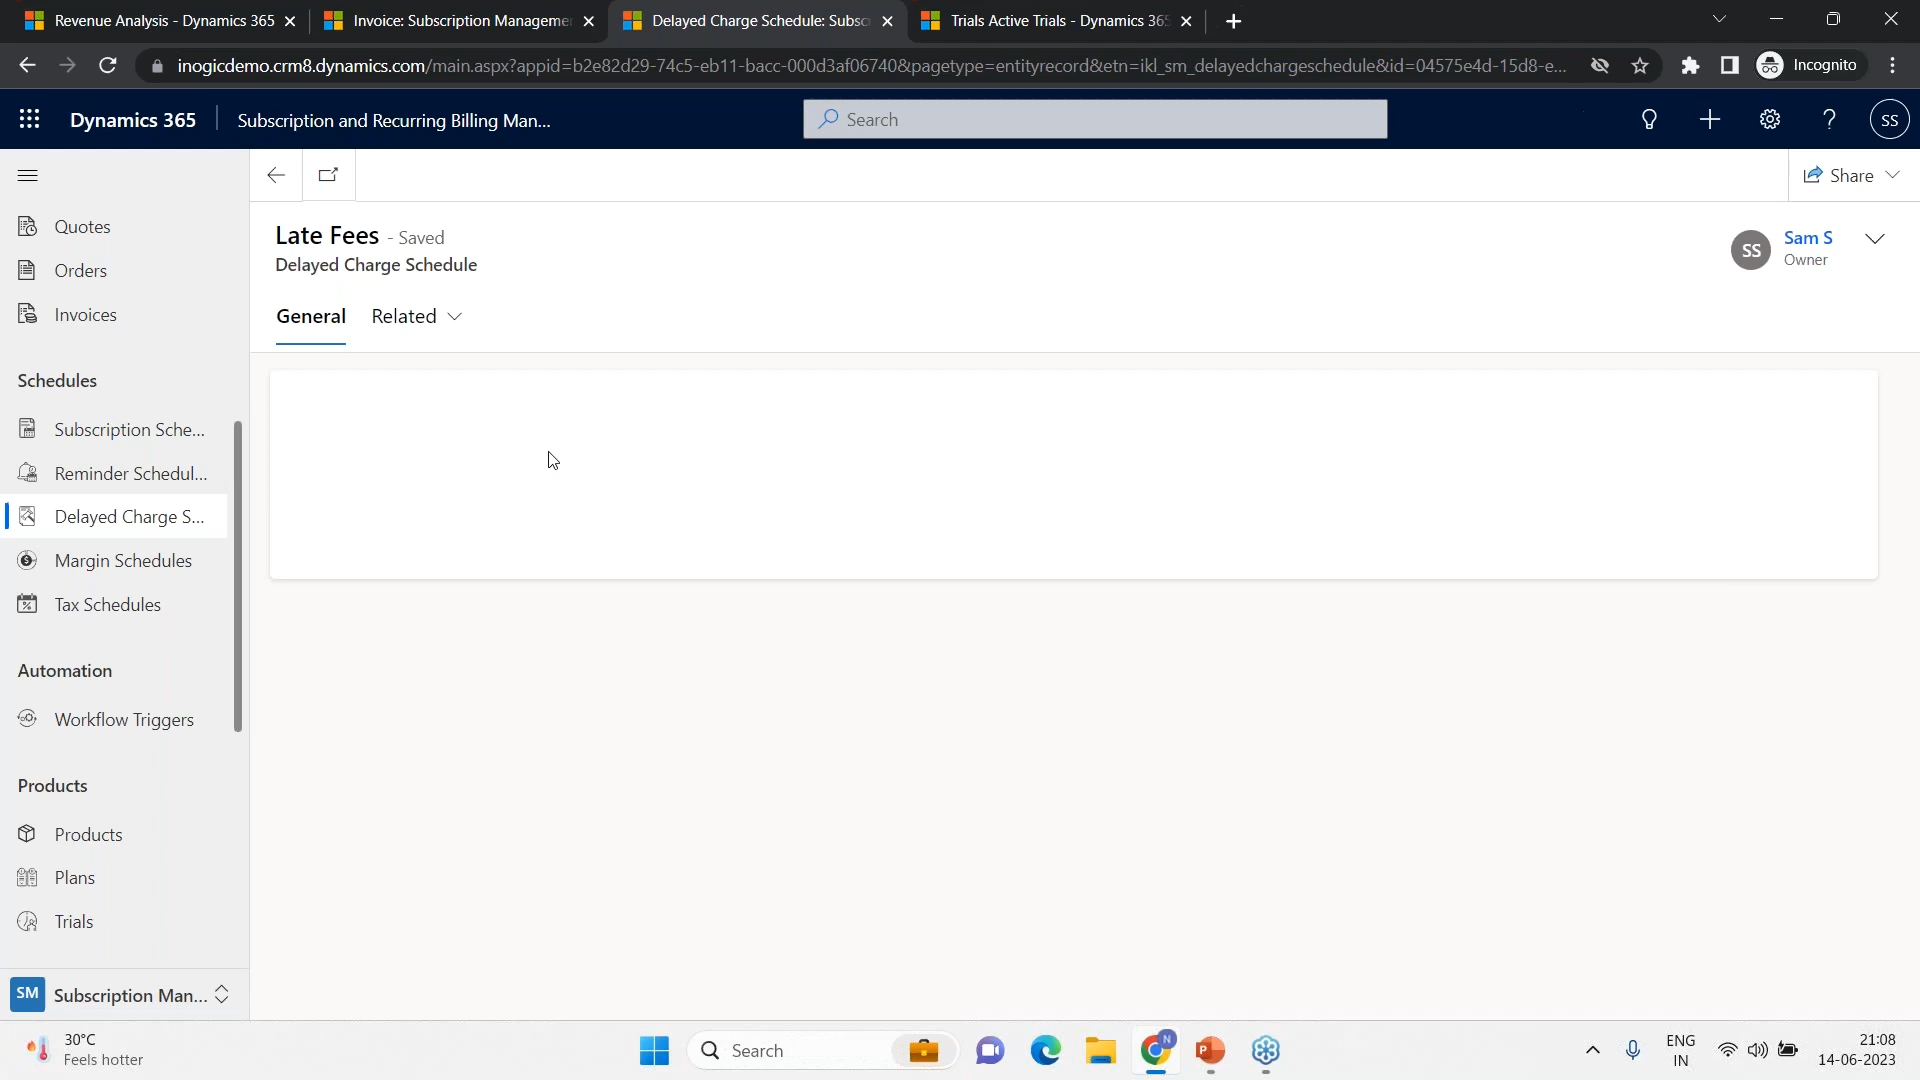 Revenue Analysis - Dynamics 365
Invoice: Subscription Manageme
Delayed Charge Schedule: Subsc
Trials Active Trials - Dynamics 365
inogicdemo.crm8.dynamics.com/main.aspx?appid=b2e82d29-74c5-eb11-bacc-000d3af06740&pagetype=entityrecord&etn=ikl_sm_delayedchargeschedule&id=04575e4d-15d8-e...
Incognito
Dynamics 365
Subscription and Recurring Billing Man...
Search
SS
Share
Quotes
Orders
Invoices
Schedules
Subscription Sche...
Reminder Schedul...
Delayed Charge S...
Margin Schedules
Tax Schedules
Automation
Workflow Triggers
Products
Products
Plans
Trials
SM
Subscription Man...
Late Fees - Saved
Delayed Charge Schedule
SS
Sam S
Owner
General
Related
30°C
Feels hotter
Search
N
P
ENG
IN
21:08
14-06-2023